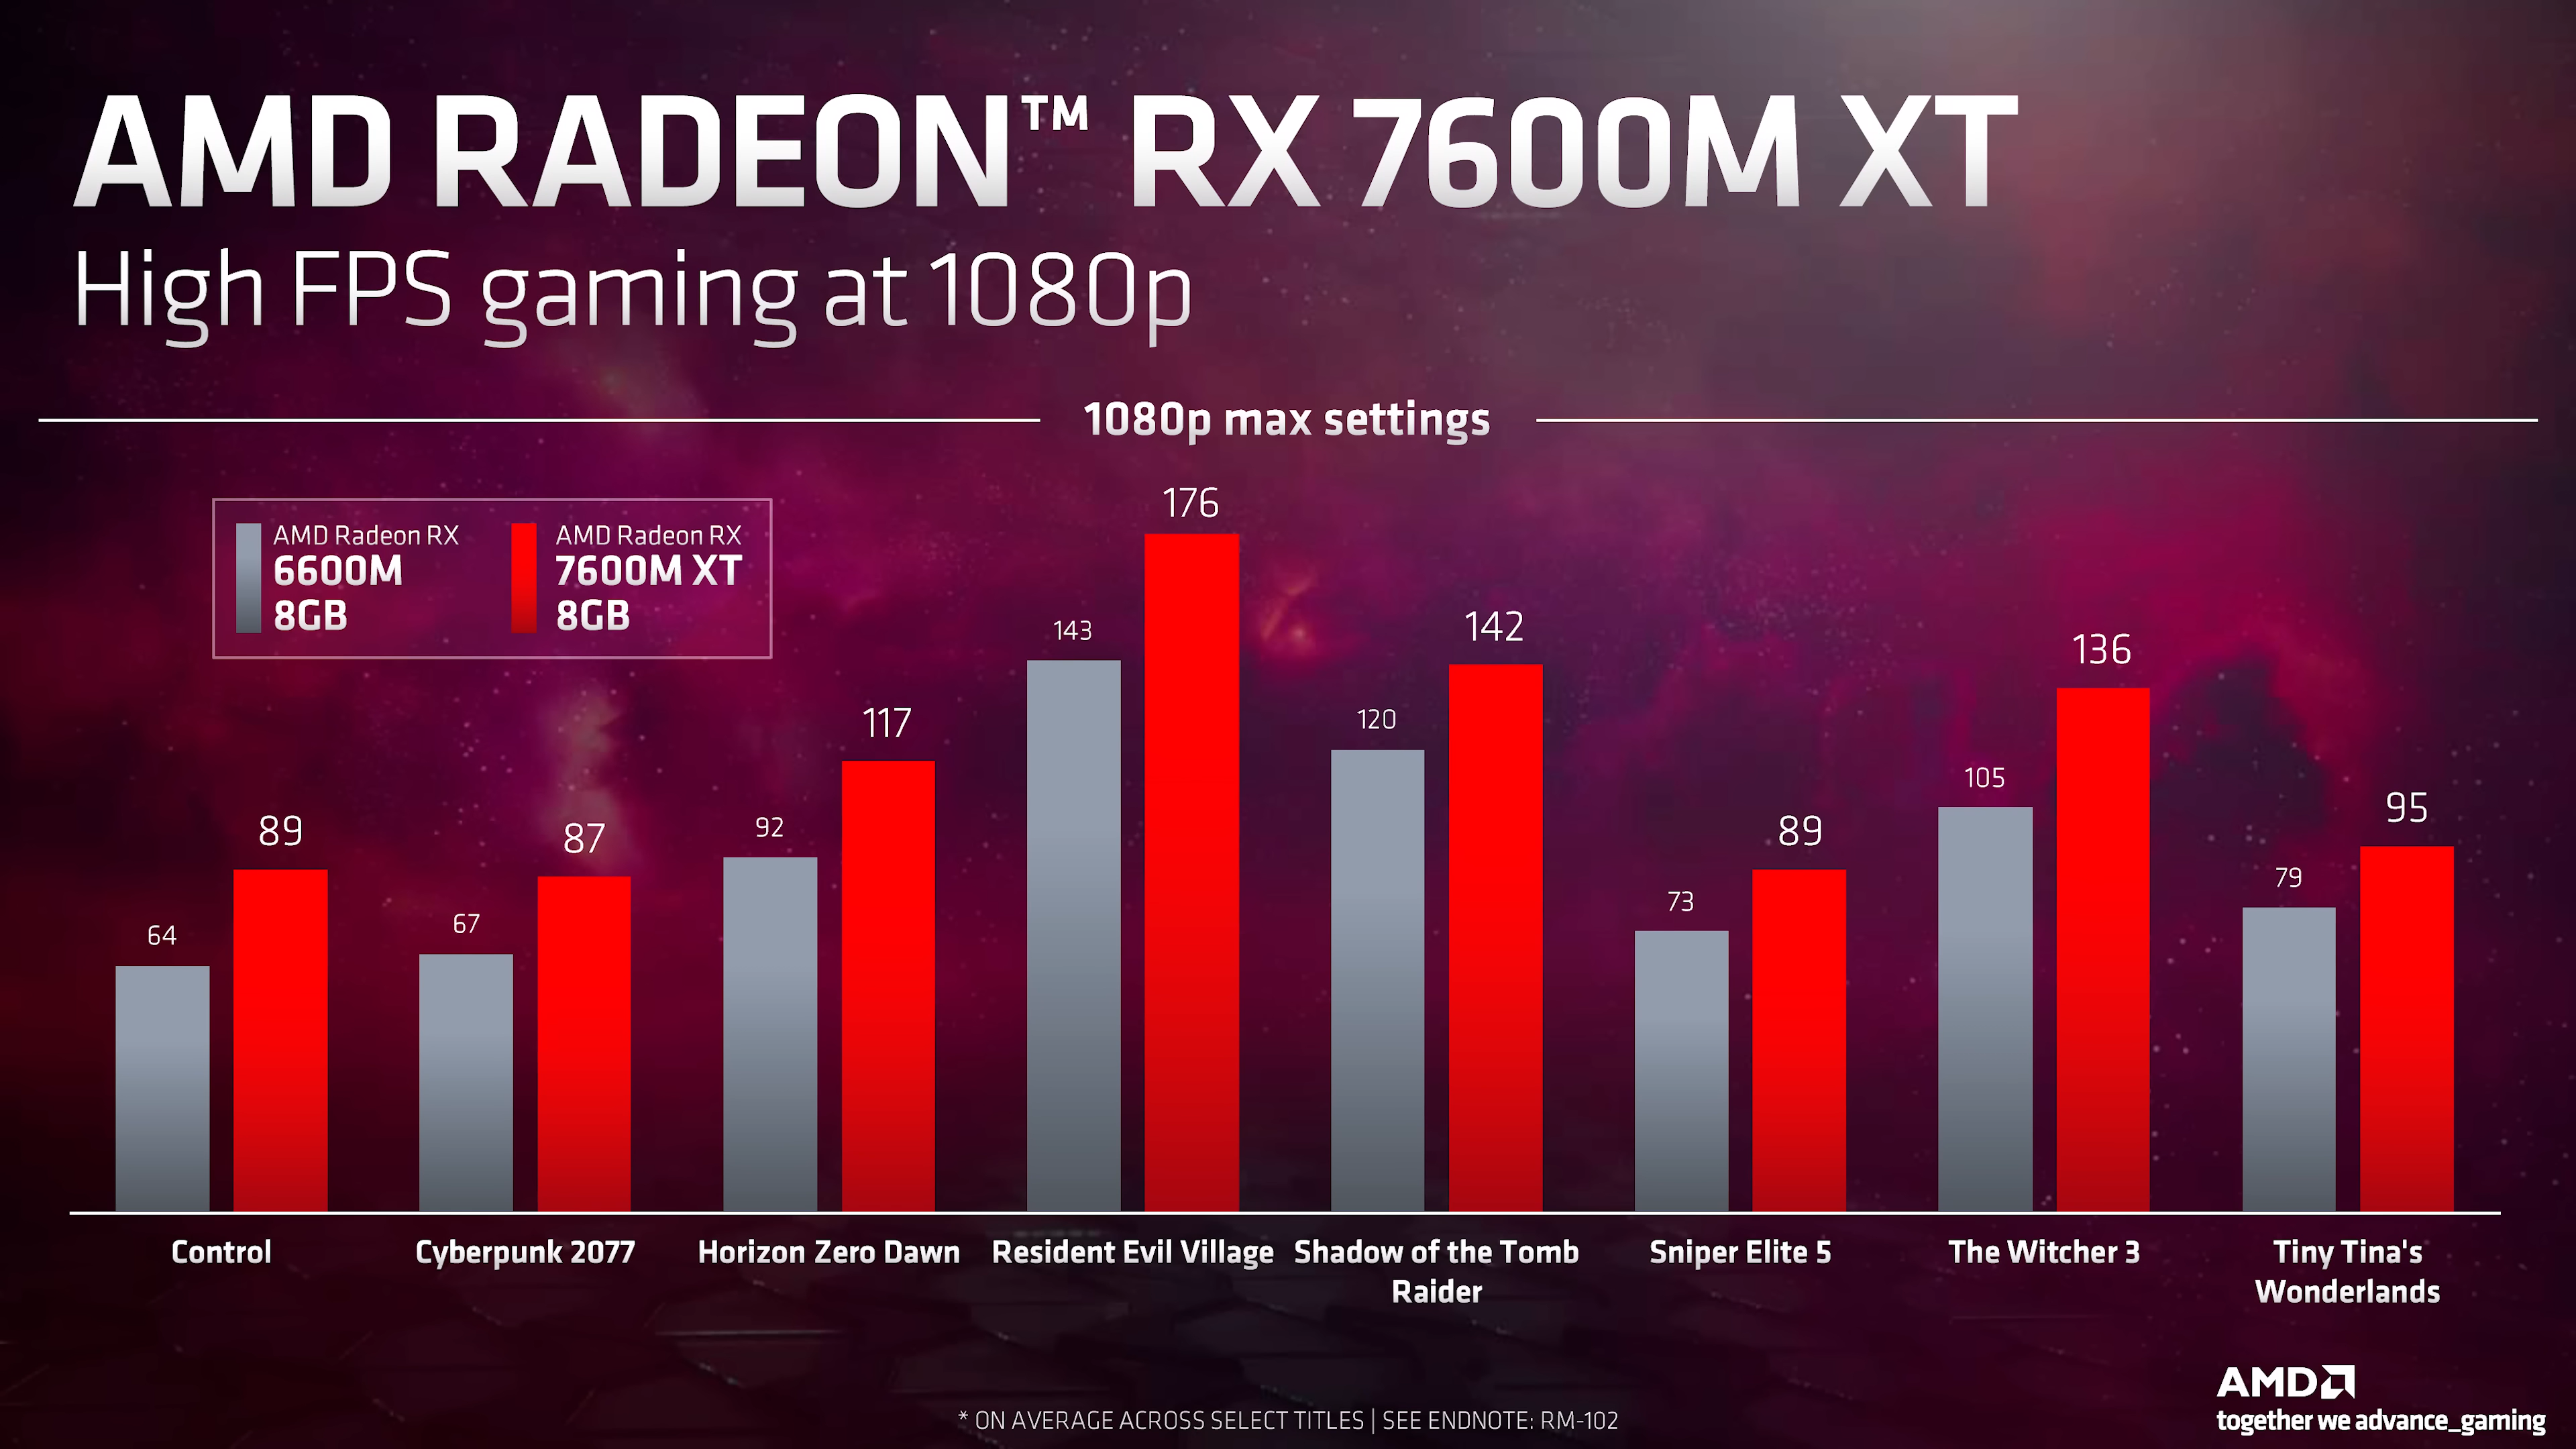 AMD RADEON™ RX 7600M XT
High FPS gaming at 1080p
1080p max settings
AMD Radeon RX
6600M
8GB
AMD Radeon RX
7600M XT
8GB
64
89
67
87
92
117
143
176
120
142
73
89
105
136
79
95
Control
Cyberpunk 2077
Horizon Zero Dawn
Resident Evil Village
Shadow of the Tomb
Raider
Sniper Elite 5
The Witcher 3
Tiny Tina's
Wonderlands
* ON AVERAGE ACROSS SELECT TITLES | SEE ENDNOTE: RM-102
AMD
together we advance_gaming